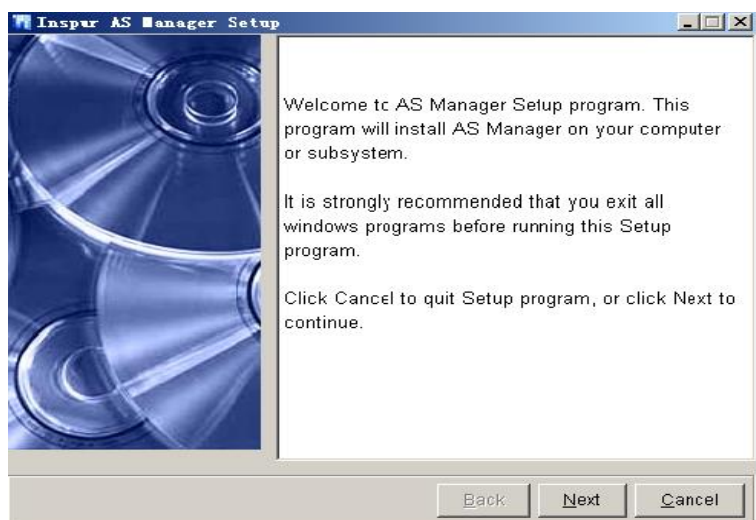 Inspur AS Manager Setup
Welcome to AS Manager Setup program. This
program will install AS Manager on your computer
or subsystem.
It is strongly recommended that you exit all
windows programs before running this Setup
program.
Click Cancel to quit Setup program, or click Next to
continue.
Back
Next
Cancel